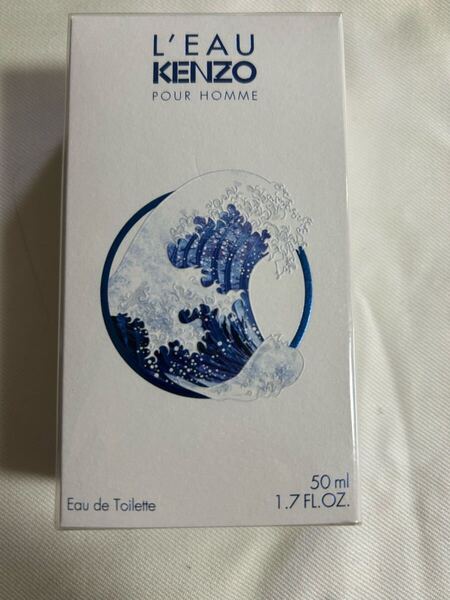 L'EAU
KENZO
POUR HOMME
Eau de Toilette
50 ml
1.7 FL.OZ.